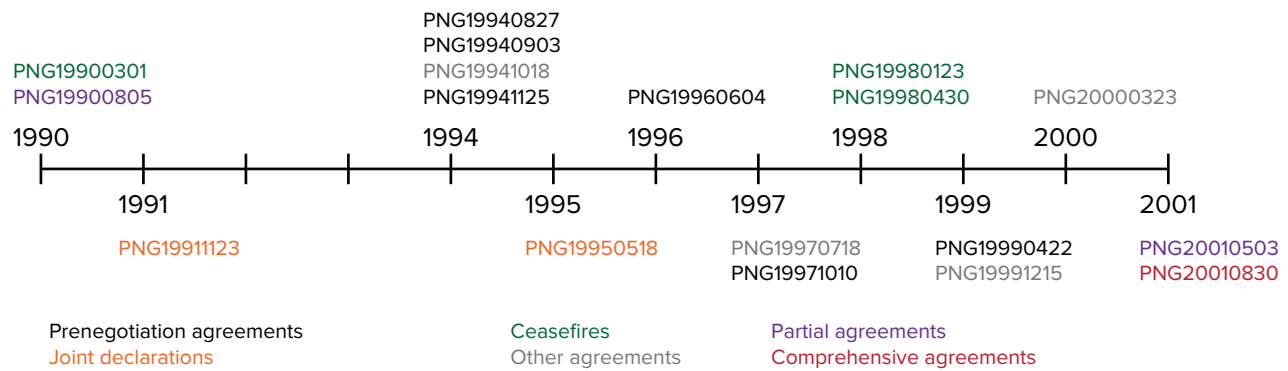 PNG19940827
PNG19940903
PNG19900301 PNG19941018 PNG19980123
PNG19900805 PNG19941125 PNG19960604 PNG19980430 PNG20000323
1990 1994 1996 1998 2000
1991 1995 1997 1999 2001
PNG19911123 PNG19950518 PNG19970718 PNG19990422 PNG20010503
PNG19971010 PNG19991215 PNG20010830
Prenegotiation agreements Ceasefires Partial agreements
Joint declarations Other agreements Comprehensive agreements